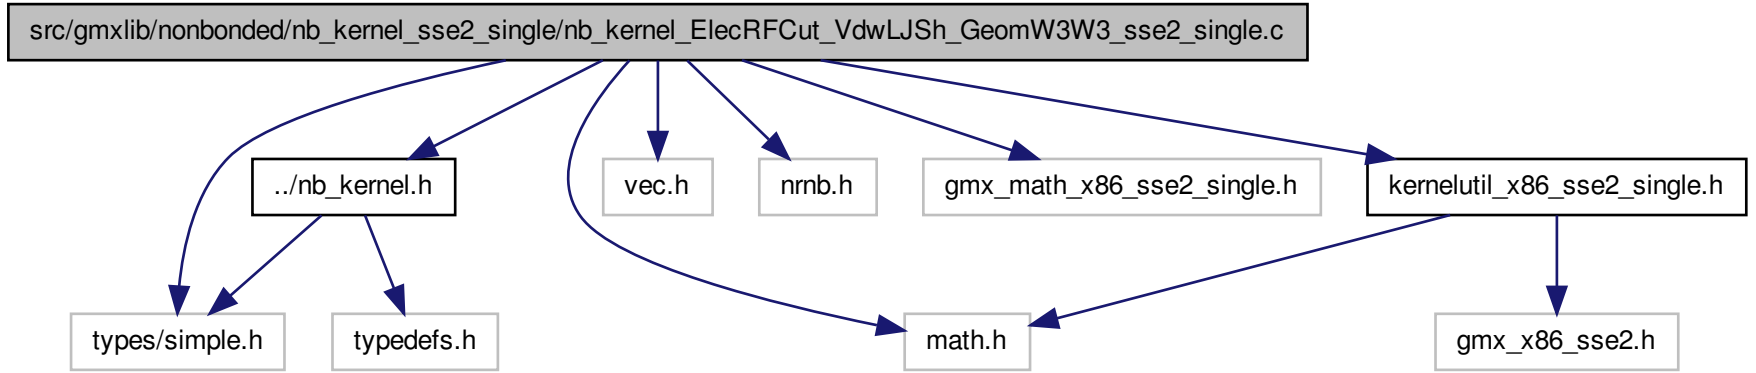 src/gmxlib/nonbonded/nb_kernel_sse2_single/nb_kernel_ElecRFCut_VdwLJSh_GeomW3W3_sse2_single.c
../nb_kernel.h
vec.h
nrnb.h
gmx_math_x86_sse2_single.h
kernelutil_x86_sse2_single.h
types/simple.h
typedefs.h
math.h
gmx_x86_sse2.h